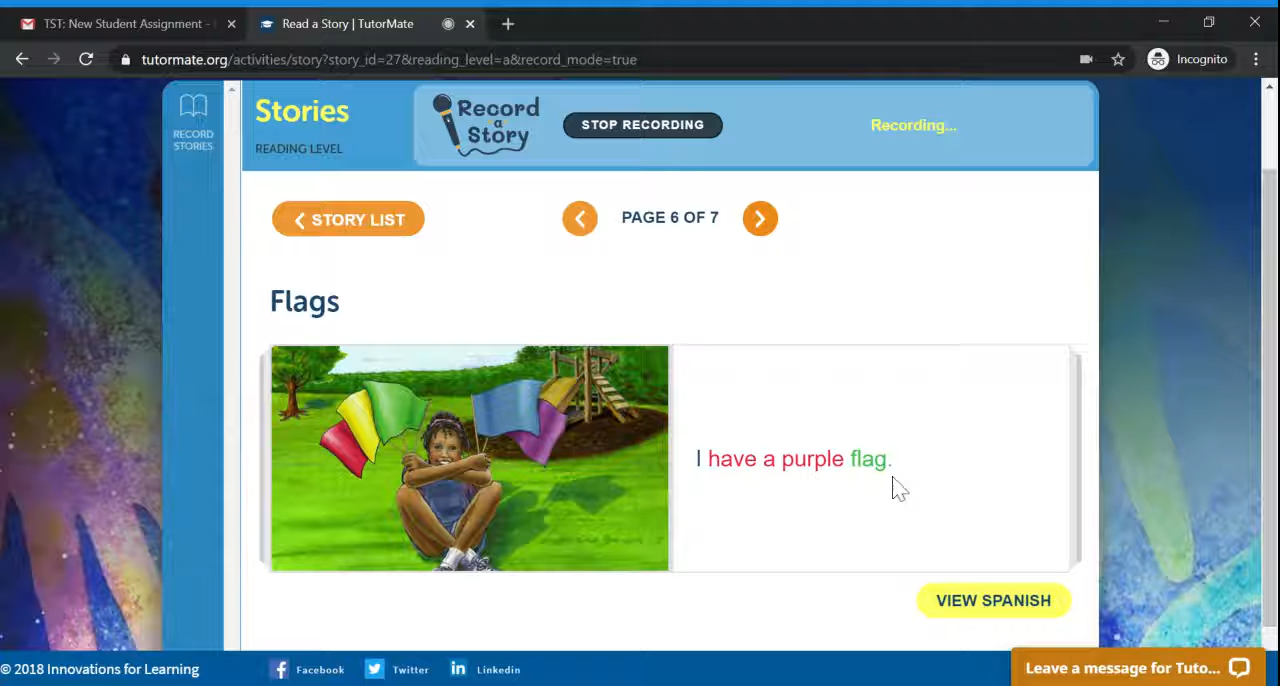 TST: New Student Assignment -
Read a Story | TutorMate
tutormate.org/activities/story?story_id=27&reading_level=a&record_mode=true
Incognito
RECORD
STORIES
Stories
READING LEVEL
Record
a
Story
STOP RECORDING
Recording...
STORY LIST
PAGE 6 OF 7
Flags
I have a purple flag.
VIEW SPANISH
© 2018 Innovations for Learning
Facebook
Twitter
Linkedin
Leave a message for Tuto...